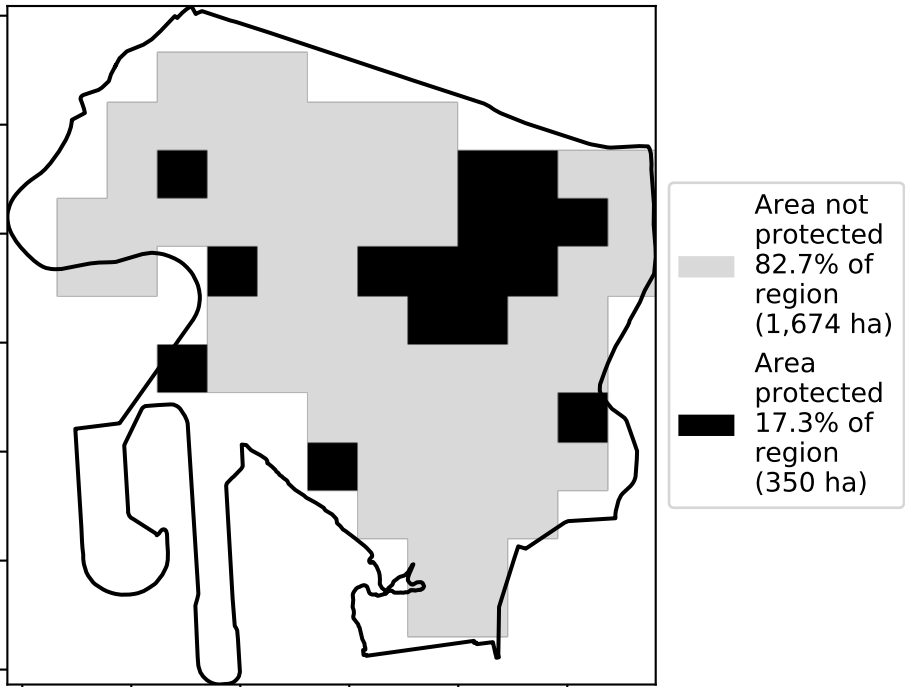 Area not
protected
82.7% of
region
(1,674 ha)
Area
protected
17.3% of
region
(350 ha)